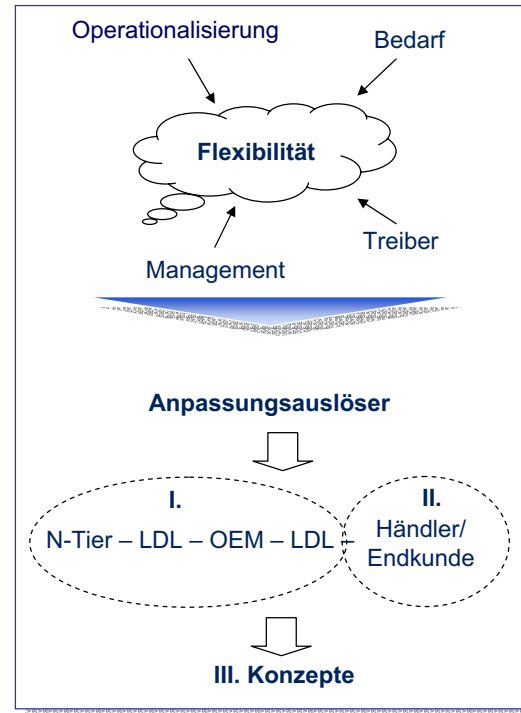 Operationalisierung
Bedarf
Flexibilität
Treiber
Management
Anpassungsauslöser
I.
II.
N-Tier – LDL – OEM – LDL –
Händler/
Endkunde
III. Konzepte